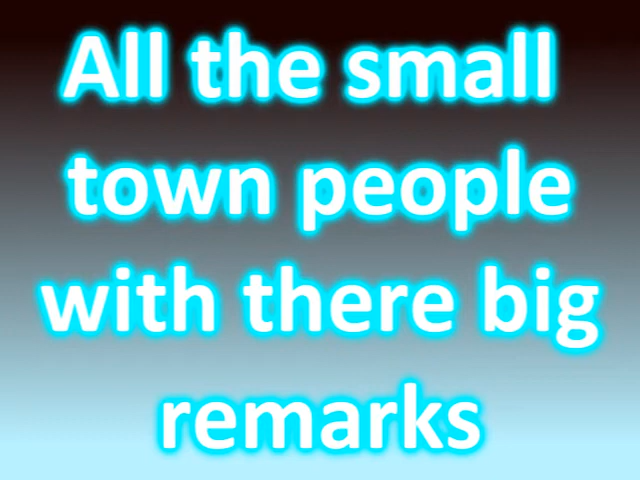 All the small
town people
with there big
remarks